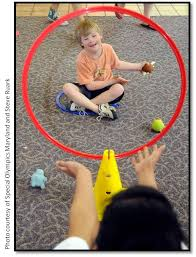 Photo courtesy of Special Olympics Maryland and Steve Ruark